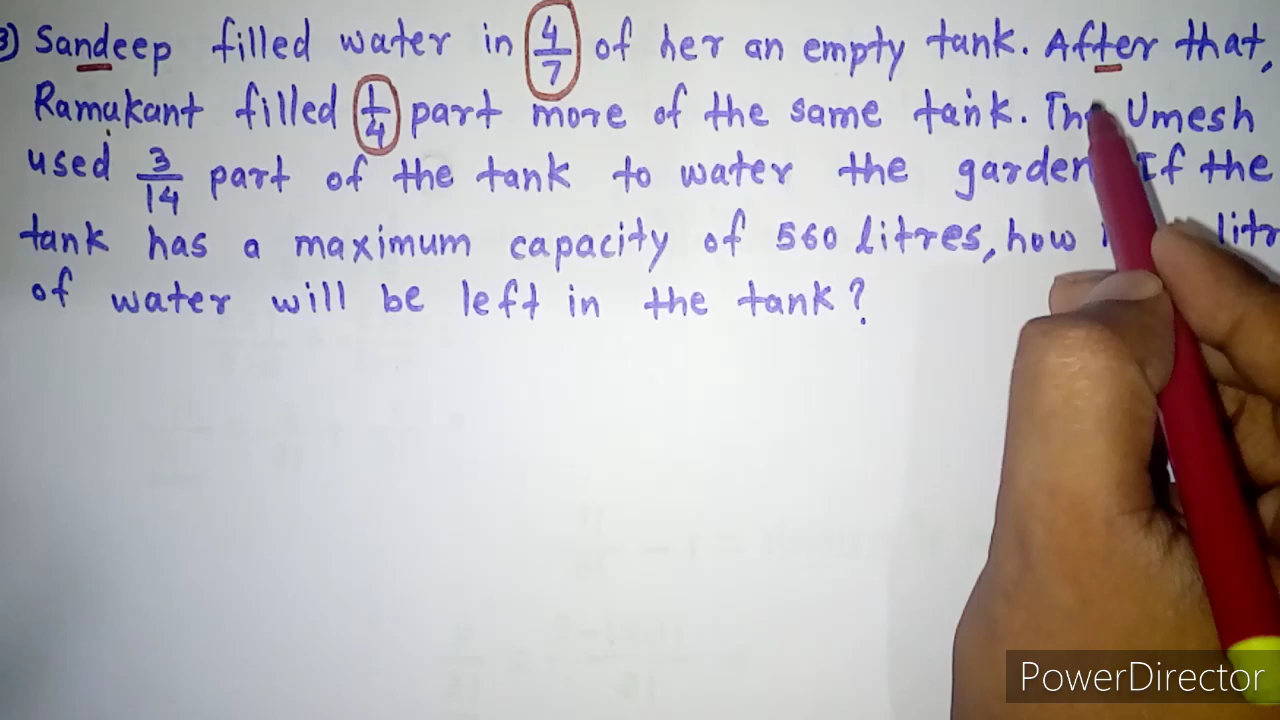 3) Sandeep filled water in 4/7 of her an empty tank. After that,
Ramakant filled 1/4 part more of the same tank. Umesh
used 3/14 part of the tank to water the garden If the
tank has a maximum capacity of 560 litres, how
of water will be left in the tank?
PowerDirector